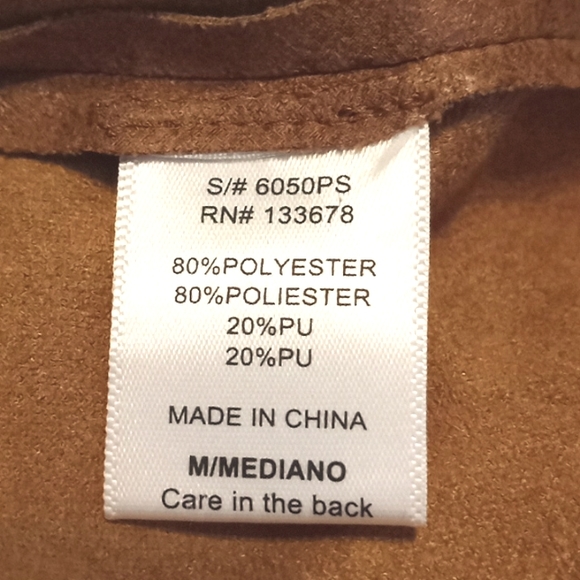 S/# 6050PS
RN# 133678
80%POLYESTER
80%POLIESTER
20%PU
20%PU
MADE IN CHINA
M/MEDIANO
Care in the back